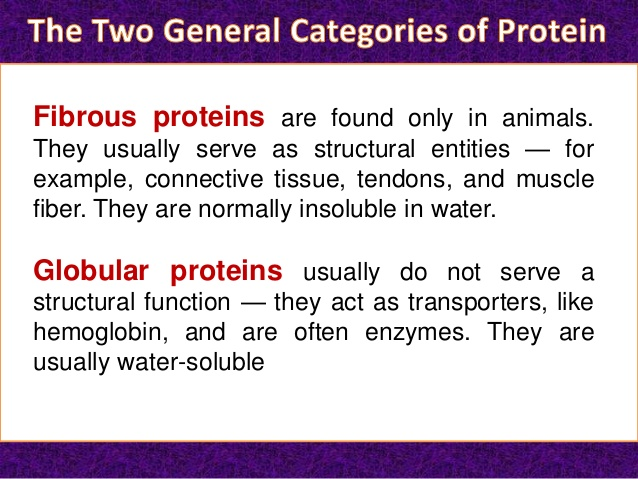 The Two General Categories of Protein
Fibrous proteins are found only in animals.
They usually serve as structural entities — for
example, connective tissue, tendons, and muscle
fiber. They are normally insoluble in water.
Globular proteins usually do not serve a
structural function — they act as transporters, like
hemoglobin, and are often enzymes. They are
usually water-soluble